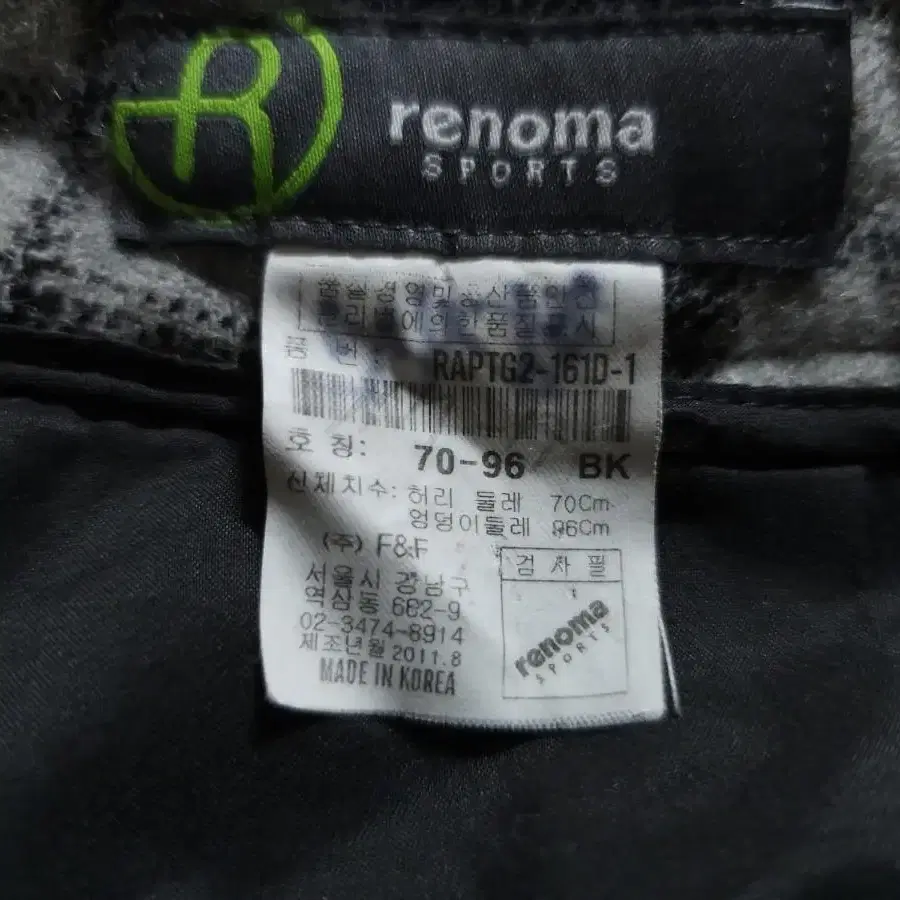 R
renoma
SPORTS
품질경영및공산품안전
관리법에의한품질표시
품 번: RAPTG2-161D-1
호 칭: 70-96 BK
신체치수: 허리 둘레 70Cm
엉덩이둘레 96Cm
(주) F&F
서울시 강남구
역삼동 682-9
02-3474-8914
제조년월 2011.8
MADE IN KOREA
검 사 필
renoma
SPORTS